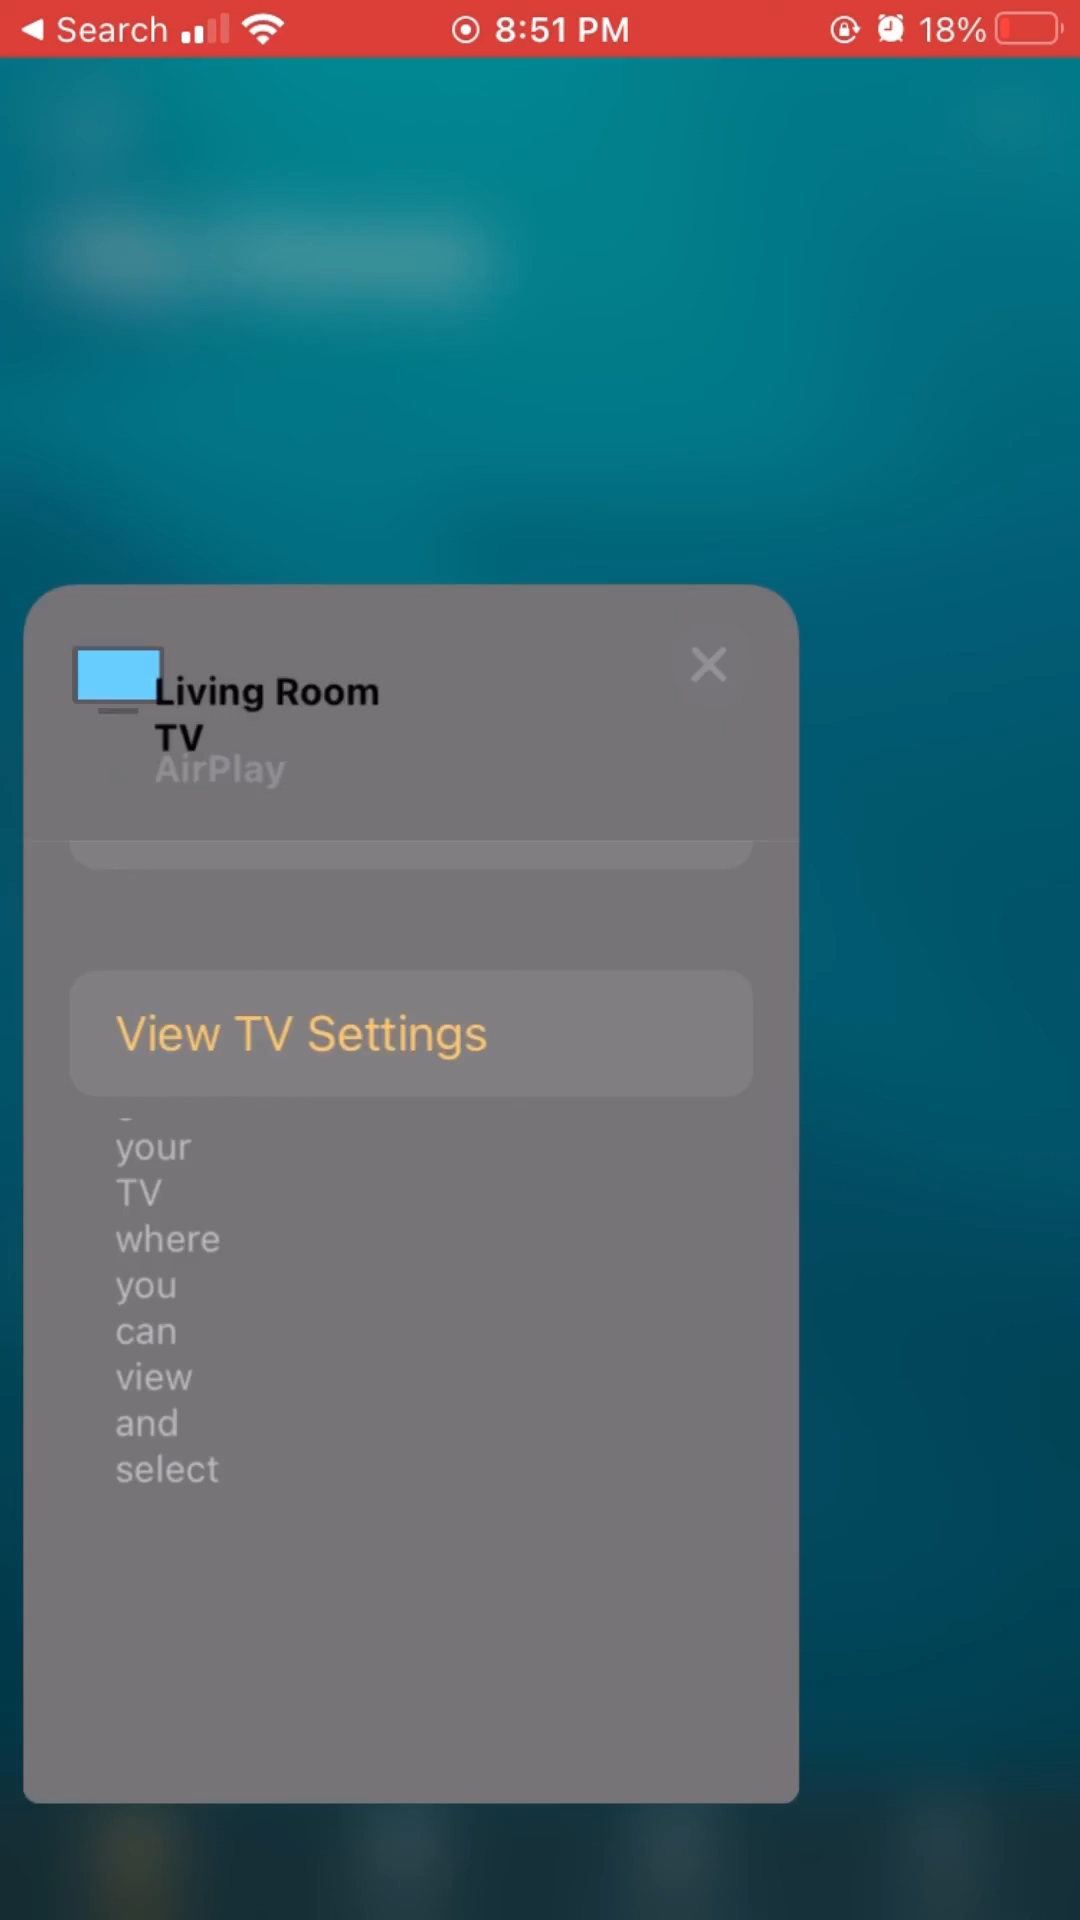 Search 8:51 PM 18%
Living Room
TV
AirPlay
View TV Settings
your
TV
where
you
can
view
and
select